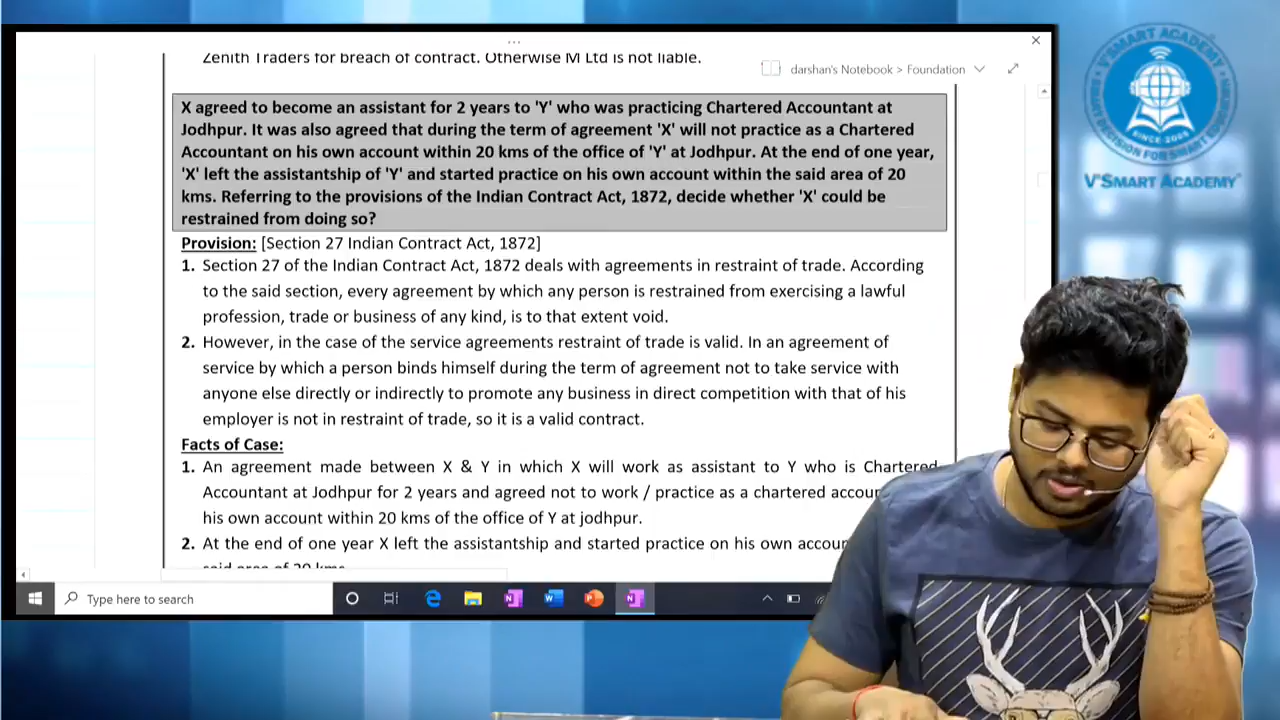 Zenith Traders for breach of contract. Otherwise M Ltd is not liable.
darshan's Notebook > Foundation
X agreed to become an assistant for 2 years to 'Y' who was practicing Chartered Accountant at
Jodhpur. It was also agreed that during the term of agreement 'X' will not practice as a Chartered
Accountant on his own account within 20 kms of the office of 'Y' at Jodhpur. At the end of one year,
'X' left the assistantship of 'Y' and started practice on his own account within the said area of 20
kms. Referring to the provisions of the Indian Contract Act, 1872, decide whether 'X' could be
restrained from doing so?
Provision: [Section 27 Indian Contract Act, 1872]
1. Section 27 of the Indian Contract Act, 1872 deals with agreements in restraint of trade. According
to the said section, every agreement by which any person is restrained from exercising a lawful
profession, trade or business of any kind, is to that extent void.
2. However, in the case of the service agreements restraint of trade is valid. In an agreement of
service by which a person binds himself during the term of agreement not to take service with
anyone else directly or indirectly to promote any business in direct competition with that of his
employer is not in restraint of trade, so it is a valid contract.
Facts of Case:
1. An agreement made between X & Y in which X will work as assistant to Y who is Chartered
Accountant at Jodhpur for 2 years and agreed not to work / practice as a chartered accou
his own account within 20 kms of the office of Y at jodhpur.
2. At the end of one year X left the assistantship and started practice on his own accou
said area of 20 kms.
Type here to search
V'SMART ACADEMY
SINCE 2009
V'SMART ACADEMY